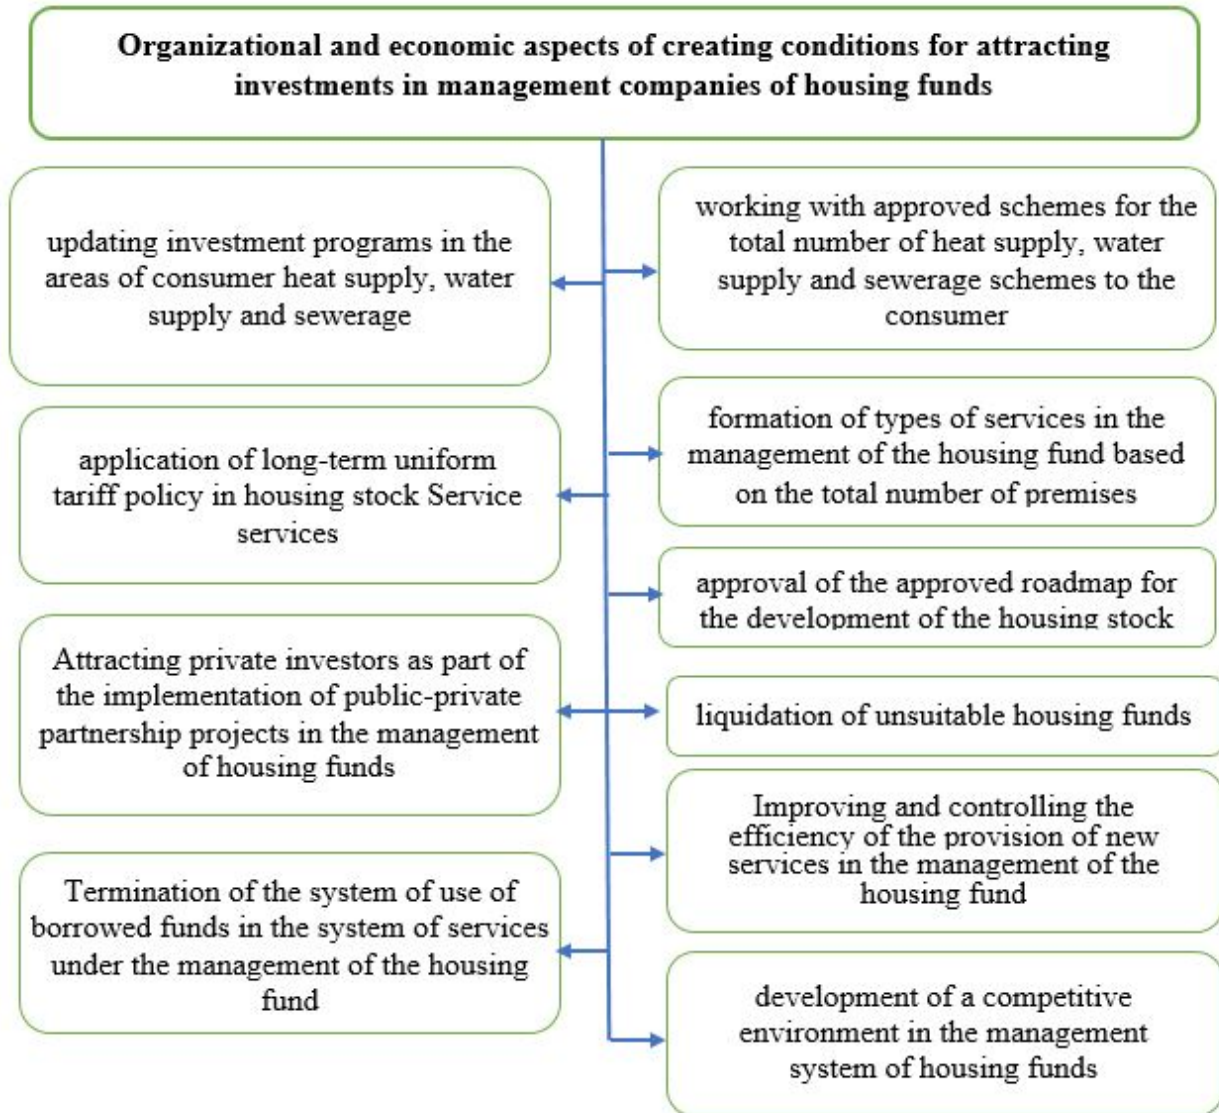 Organizational and economic aspects of creating conditions for attracting
investments in management companies of housing funds
updating investment programs in the
areas of consumer heat supply, water
supply and sewerage
working with approved schemes for the
total number of heat supply, water
supply and sewerage schemes to the
consumer
application of long-term uniform
tariff policy in housing stock Service
services
formation of types of services in the
management of the housing fund based
on the total number of premises
approval of the approved roadmap for
the development of the housing stock
Attracting private investors as part of
the implementation of public-private
partnership projects in the management
of housing funds
liquidation of unsuitable housing funds
Improving and controlling the
efficiency of the provision of new
services in the management of the
housing fund
Termination of the system of use of
borrowed funds in the system of services
under the management of the housing
fund
development of a competitive
environment in the management
system of housing funds